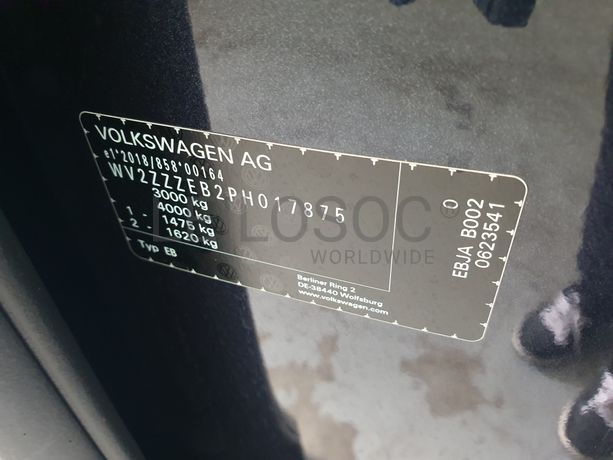 VOLKSWAGEN AG
e1*2018/858*00164
WV2ZZZEB2PH017875
3000 kg
4000 kg
1 - 1475 kg
2 - 1620 kg
Typ EB
Berliner Ring 2
DE-38440 Wolfsburg
www.volkswagen.com
0
EBJA B002
0623541
LOSOC
WORLDWIDE